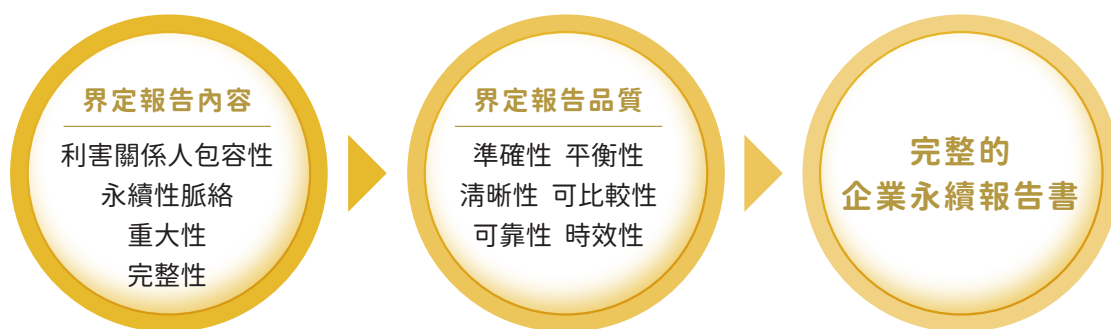 界定報告內容
利害關係人包容性
永續性脈絡
重大性
完整性
界定報告品質
準確性 平衡性
清晰性 可比較性
可靠性 時效性
完整的
企業永續報告書